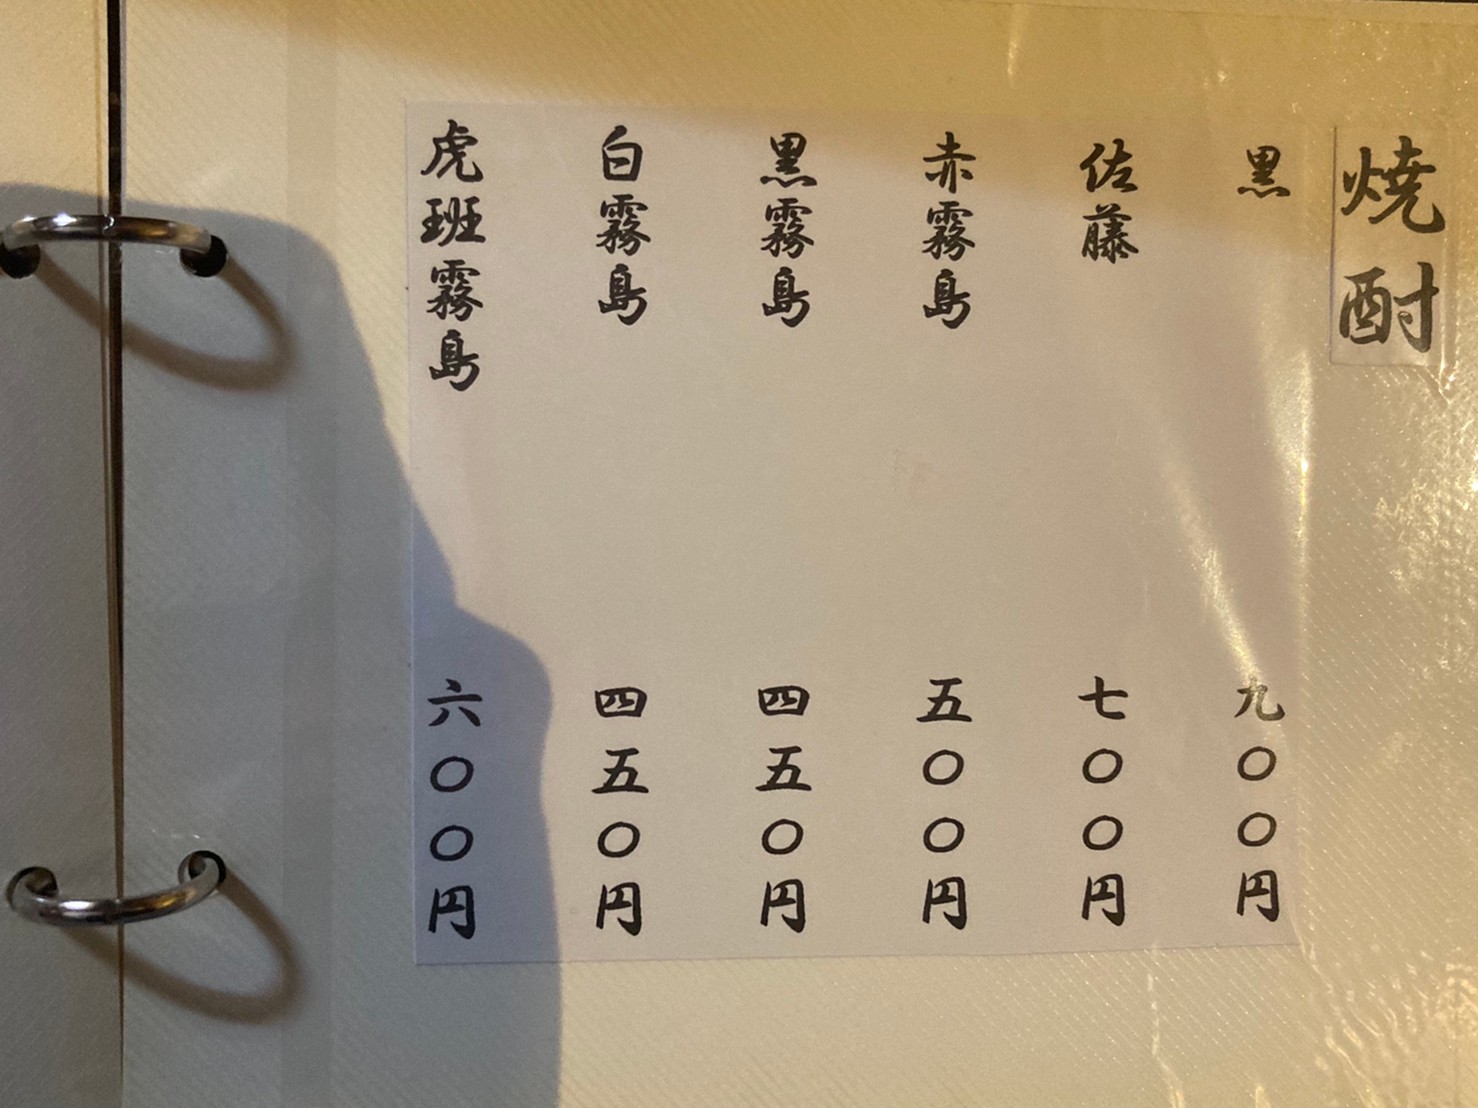 焼酎
黒 九〇〇円
佐藤 七〇〇円
赤霧島 五〇〇円
黒霧島 四五〇円
白霧島 四五〇円
虎班霧島 六〇〇円